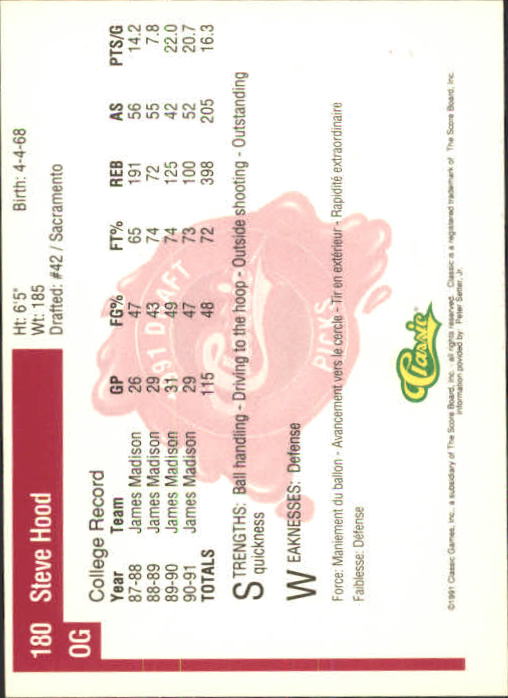 180 Steve Hood
OG
Ht: 6'5" Birth: 4-4-68
Wt: 185
Drafted: #42 / Sacramento
College Record
Year Team GP FG% FT% REB AS PTS/G
87-88 James Madison 26 47 65 191 56 14.2
88-89 James Madison 29 43 74 72 55 7.8
89-90 James Madison 31 49 74 125 42 22.0
90-91 James Madison 29 47 73 100 52 20.7
TOTALS 115 48 72 398 205 16.3
STRENGTHS: Ball handling - Driving to the hoop - Outside shooting - Outstanding
quickness
WEAKNESSES: Defense
Force: Maniement du ballon - Avancement vers le cercle - Tir en extérieur - Rapidité extraordinaire
Faiblesse: Défense
91 DRAFT
PICKS
Classic®
©1991 Classic Games, Inc., a subsidiary of The Score Board, Inc. all rights reserved. Classic is a registered trademark of The Score Board, Inc.
information provided by: Peter Setter, Jr.